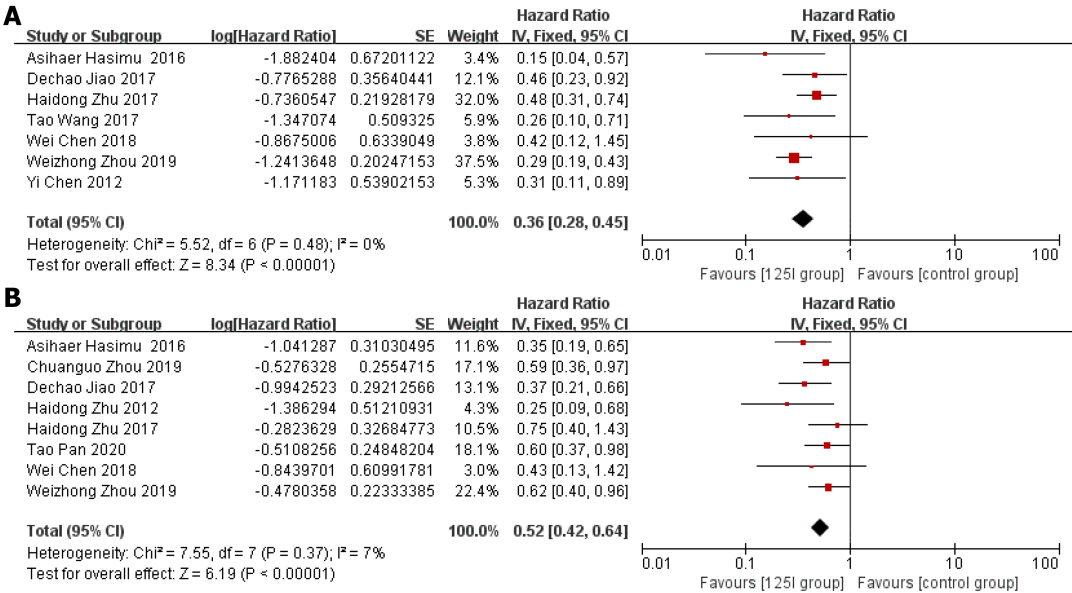 A
Hazard Ratio Hazard Ratio
Study or Subgroup log[Hazard Ratio] SE Weight IV, Fixed, 95% CI IV, Fixed, 95% CI
Asihaer Hasimu 2016 -1.882404 0.67201122 3.4% 0.15 [0.04, 0.57]
Dechao Jiao 2017 -0.7765288 0.35640441 12.1% 0.46 [0.23, 0.92]
Haidong Zhu 2017 -0.7360547 0.21928179 32.0% 0.48 [0.31, 0.74]
Tao Wang 2017 -1.347074 0.509325 5.9% 0.26 [0.10, 0.71]
Wei Chen 2018 -0.8675006 0.6339049 3.8% 0.42 [0.12, 1.45]
Weizhong Zhou 2019 -1.2413648 0.20247153 37.5% 0.29 [0.19, 0.43]
Yi Chen 2012 -1.171183 0.53902153 5.3% 0.31 [0.11, 0.89]
Total (95% CI) 100.0% 0.36 [0.28, 0.45]
Heterogeneity: Chi² = 5.52, df = 6 (P = 0.48); I² = 0%
Test for overall effect: Z = 8.34 (P < 0.00001)
0.01 0.1 1 10 100
Favours [125I group] Favours [control group]
B
Hazard Ratio Hazard Ratio
Study or Subgroup log[Hazard Ratio] SE Weight IV, Fixed, 95% CI IV, Fixed, 95% CI
Asihaer Hasimu 2016 -1.041287 0.31030495 11.6% 0.35 [0.19, 0.65]
Chuanguo Zhou 2019 -0.5276328 0.2554715 17.1% 0.59 [0.36, 0.97]
Dechao Jiao 2017 -0.9942523 0.29212566 13.1% 0.37 [0.21, 0.66]
Haidong Zhu 2012 -1.386294 0.51210931 4.3% 0.25 [0.09, 0.68]
Haidong Zhu 2017 -0.2823629 0.32684773 10.5% 0.75 [0.40, 1.43]
Tao Pan 2020 -0.5108256 0.24848204 18.1% 0.60 [0.37, 0.98]
Wei Chen 2018 -0.8439701 0.60991781 3.0% 0.43 [0.13, 1.42]
Weizhong Zhou 2019 -0.4780358 0.22333385 22.4% 0.62 [0.40, 0.96]
Total (95% CI) 100.0% 0.52 [0.42, 0.64]
Heterogeneity: Chi² = 7.55, df = 7 (P = 0.37); I² = 7%
Test for overall effect: Z = 6.19 (P < 0.00001)
0.01 0.1 1 10 100
Favours [125I group] Favours [control group]